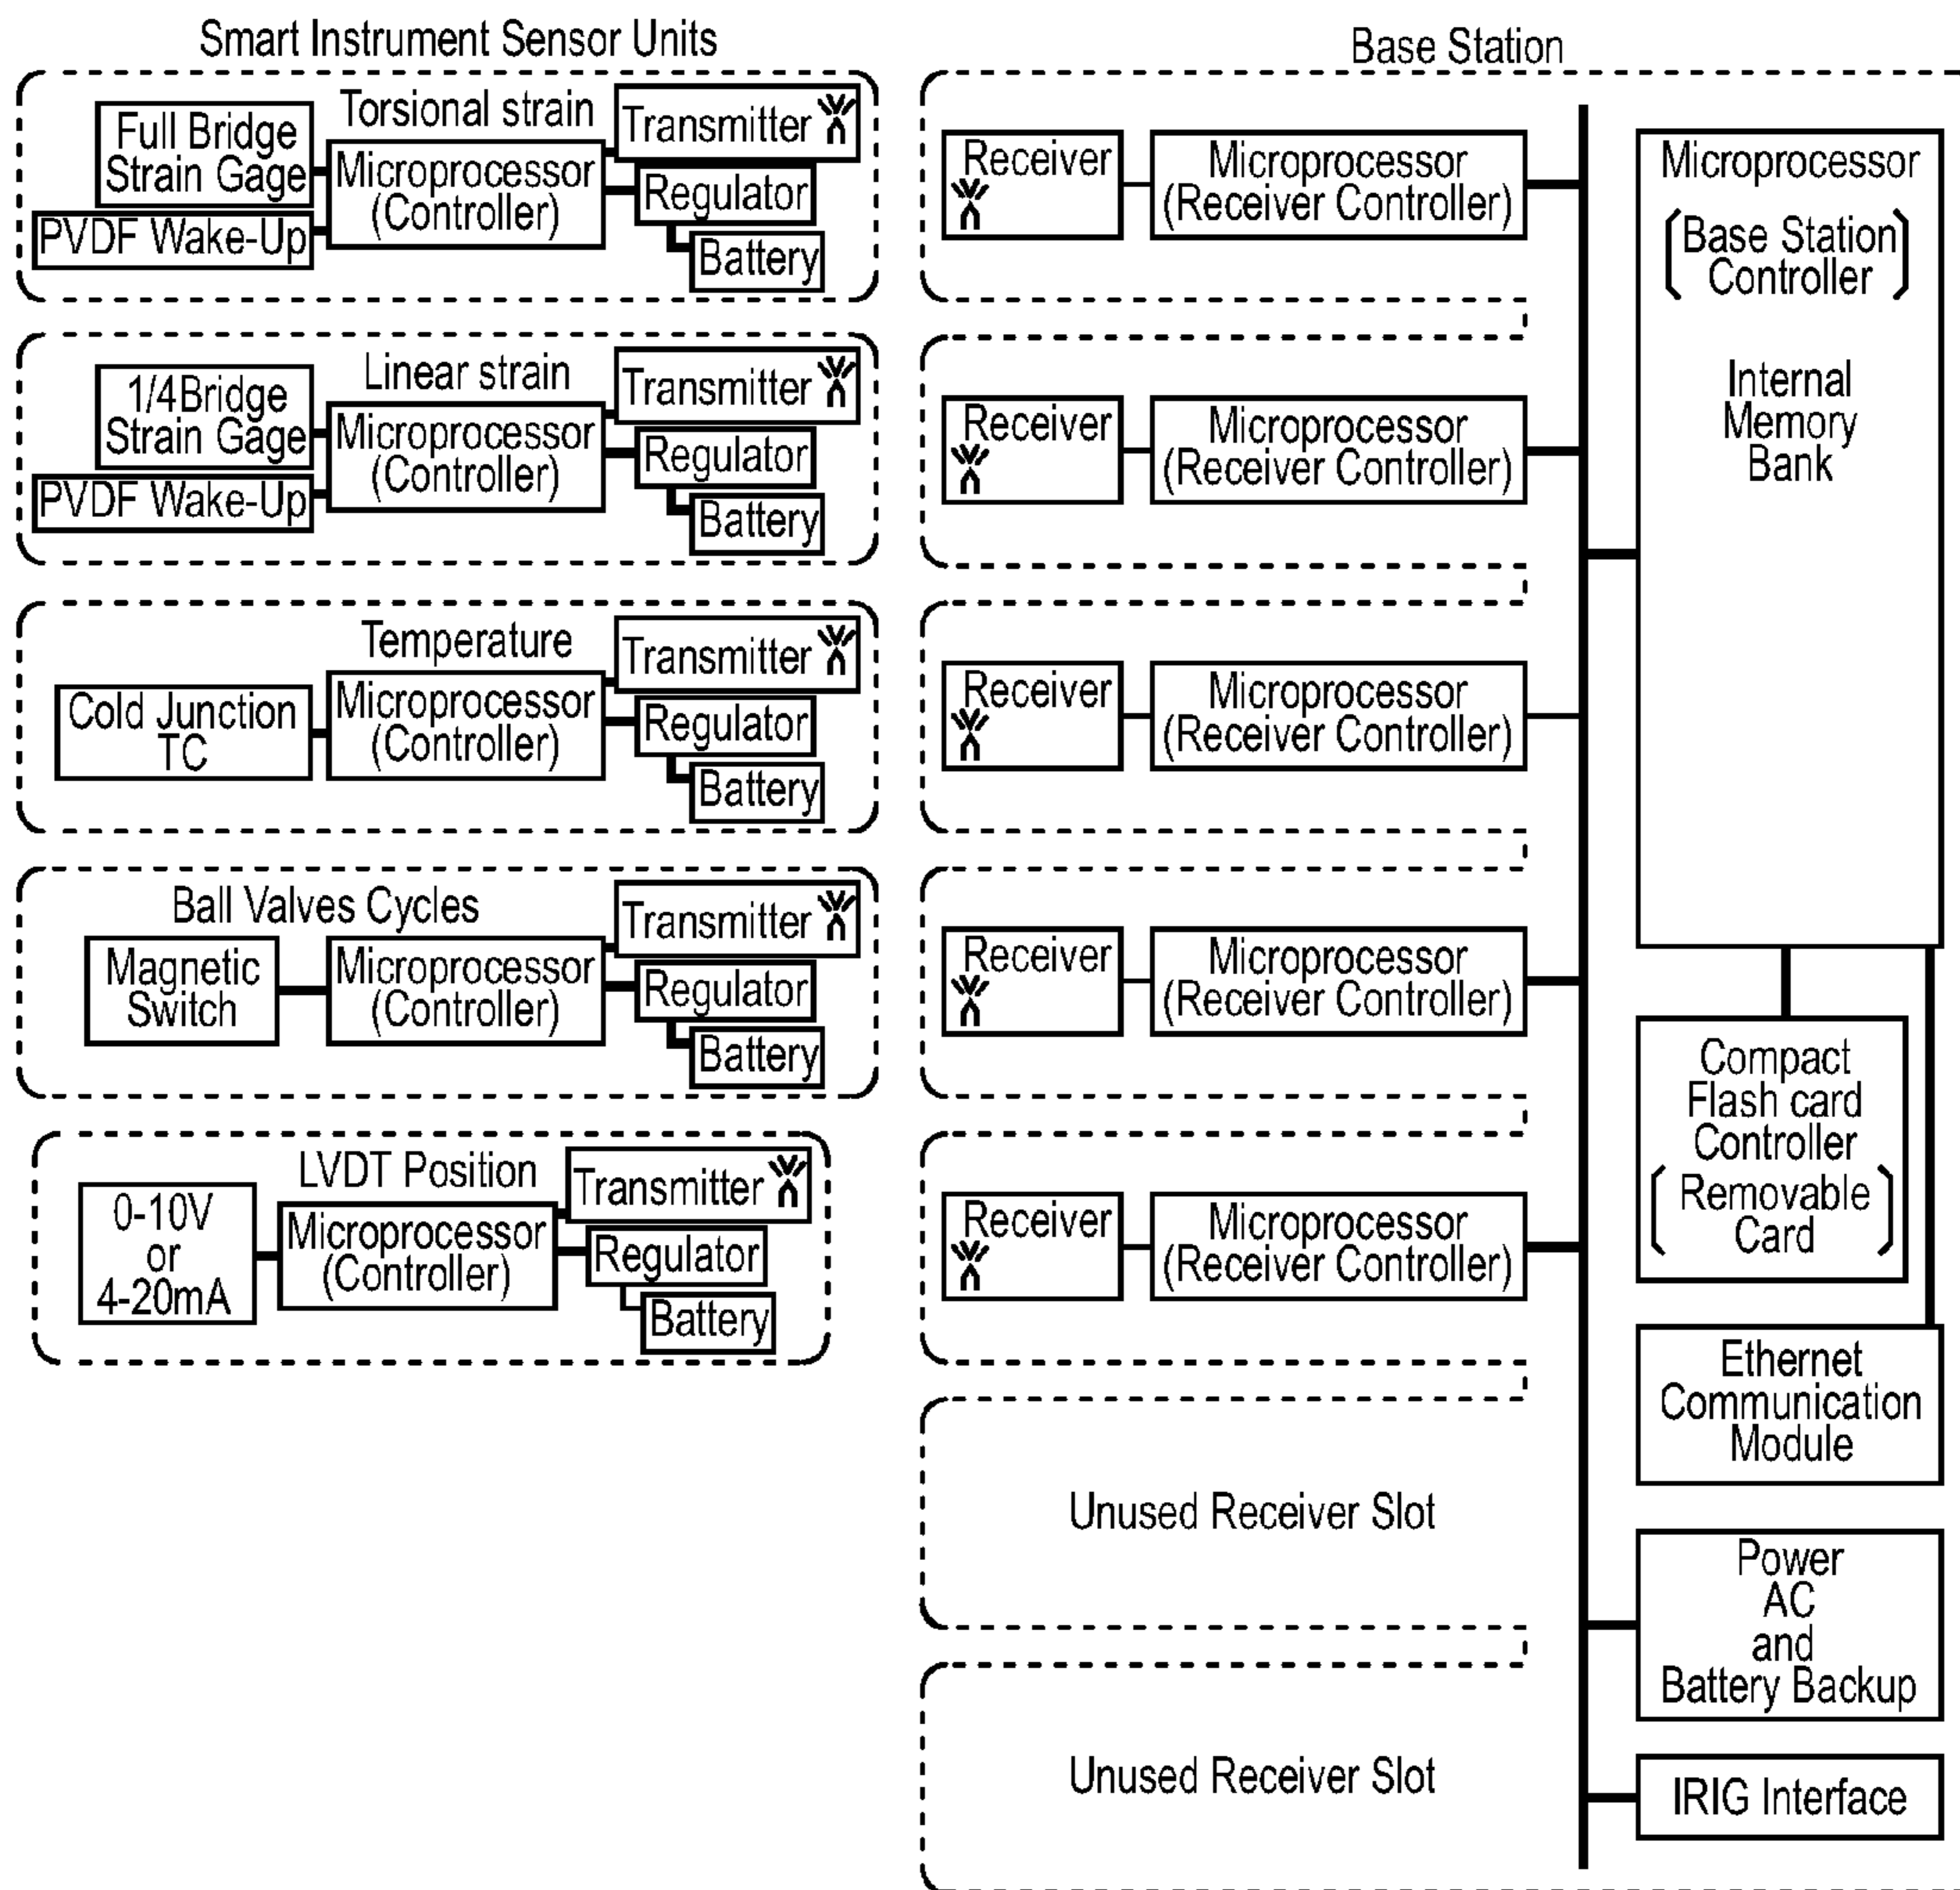 Smart Instrument Sensor Units
Torsional strain
Full Bridge
Strain Gage
PVDF Wake-Up
Microprocessor
(Controller)
Transmitter
Regulator
Battery
Linear strain
1/4Bridge
Strain Gage
PVDF Wake-Up
Microprocessor
(Controller)
Transmitter
Regulator
Battery
Temperature
Cold Junction
TC
Microprocessor
(Controller)
Transmitter
Regulator
Battery
Ball Valves Cycles
Magnetic
Switch
Microprocessor
(Controller)
Transmitter
Regulator
Battery
LVDT Position
0-10V
or
4-20mA
Microprocessor
(Controller)
Transmitter
Regulator
Battery
Base Station
Receiver
Microprocessor
(Receiver Controller)
Receiver
Microprocessor
(Receiver Controller)
Receiver
Microprocessor
(Receiver Controller)
Receiver
Microprocessor
(Receiver Controller)
Receiver
Microprocessor
(Receiver Controller)
Unused Receiver Slot
Unused Receiver Slot
Microprocessor
(Base Station
Controller)
Internal
Memory
Bank
Compact
Flash card
Controller
(Removable
Card)
Ethernet
Communication
Module
Power
AC
and
Battery Backup
IRIG Interface